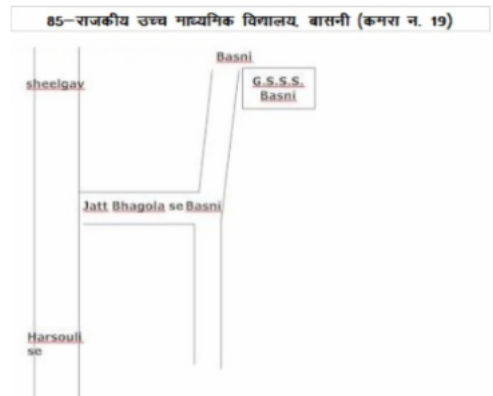 85–राजकीय उच्च माध्यमिक विद्यालय, बासनी (कमरा न. 19)
Basni
sheelgav
G.S.S.S.
Basni
Jatt Bhagola se Basni
Harsouli
se